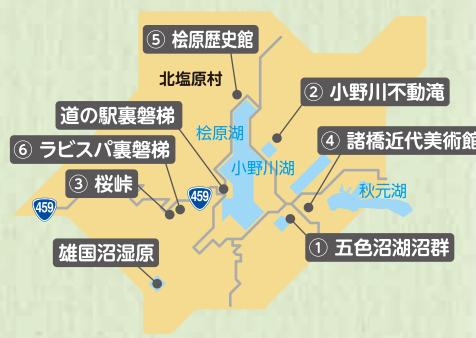 ⑤ 桧原歴史館
北塩原村
② 小野川不動滝
道の駅裏磐梯
桧原湖
④ 諸橋近代美術館
⑥ ラビスパ裏磐梯
小野川湖
③ 桜峠
秋元湖
459
459
① 五色沼湖沼群
雄国沼湿原